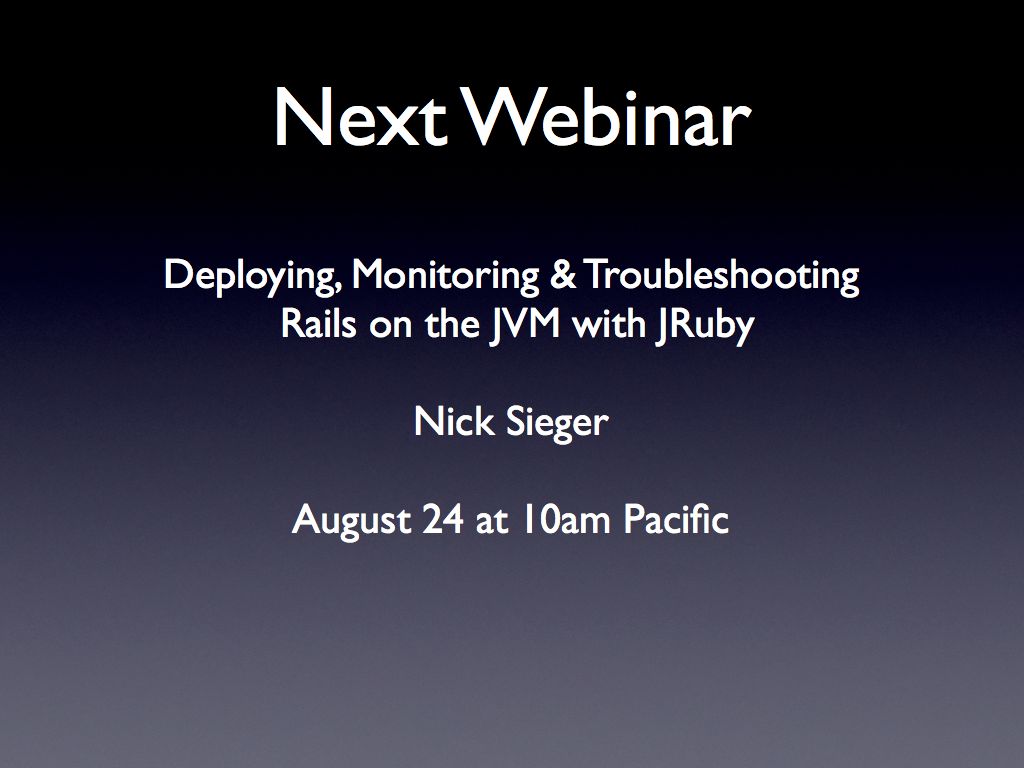 Next Webinar
Deploying, Monitoring & Troubleshooting
Rails on the JVM with JRuby
Nick Sieger
August 24 at 10am Pacific